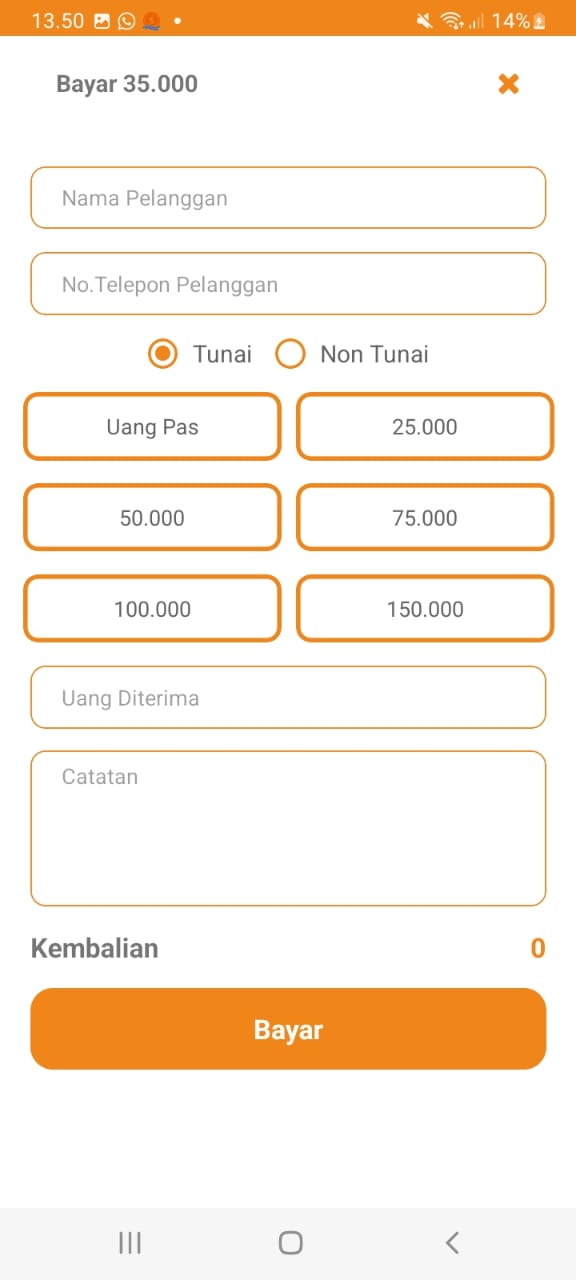 13.50 14%
Bayar 35.000
Nama Pelanggan
No.Telepon Pelanggan
Tunai Non Tunai
Uang Pas 25.000
50.000 75.000
100.000 150.000
Uang Diterima
Catatan
Kembalian 0
Bayar